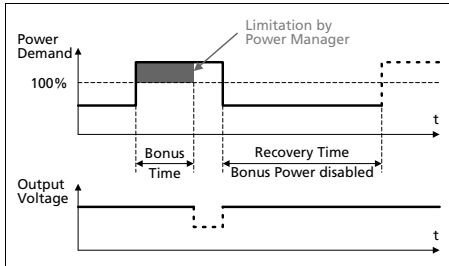 Power
Demand
Limitation by
Power Manager
100%
t
Bonus
Time
Recovery Time
Bonus Power disabled
Output
Voltage
t